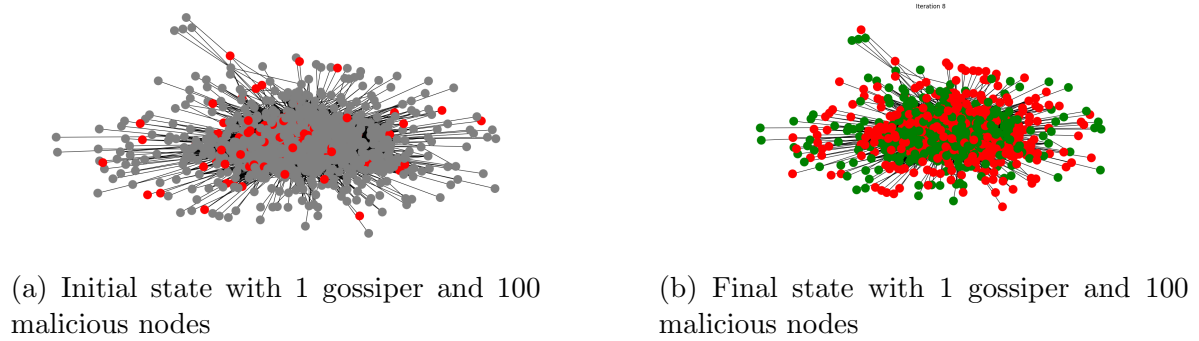 Iteration 8
(a) Initial state with 1 gossiper and 100
malicious nodes
(b) Final state with 1 gossiper and 100
malicious nodes